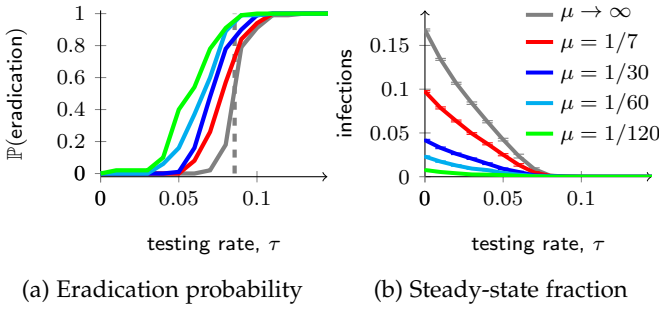 ℙ(eradication)
1
0.8
0.6
0.4
0.2
0
0
0.05
0.1
testing rate, τ
(a) Eradication probability
infections
0.15
0.1
0.05
0
0
0.05
0.1
testing rate, τ
μ → ∞
μ = 1/7
μ = 1/30
μ = 1/60
μ = 1/120
(b) Steady-state fraction